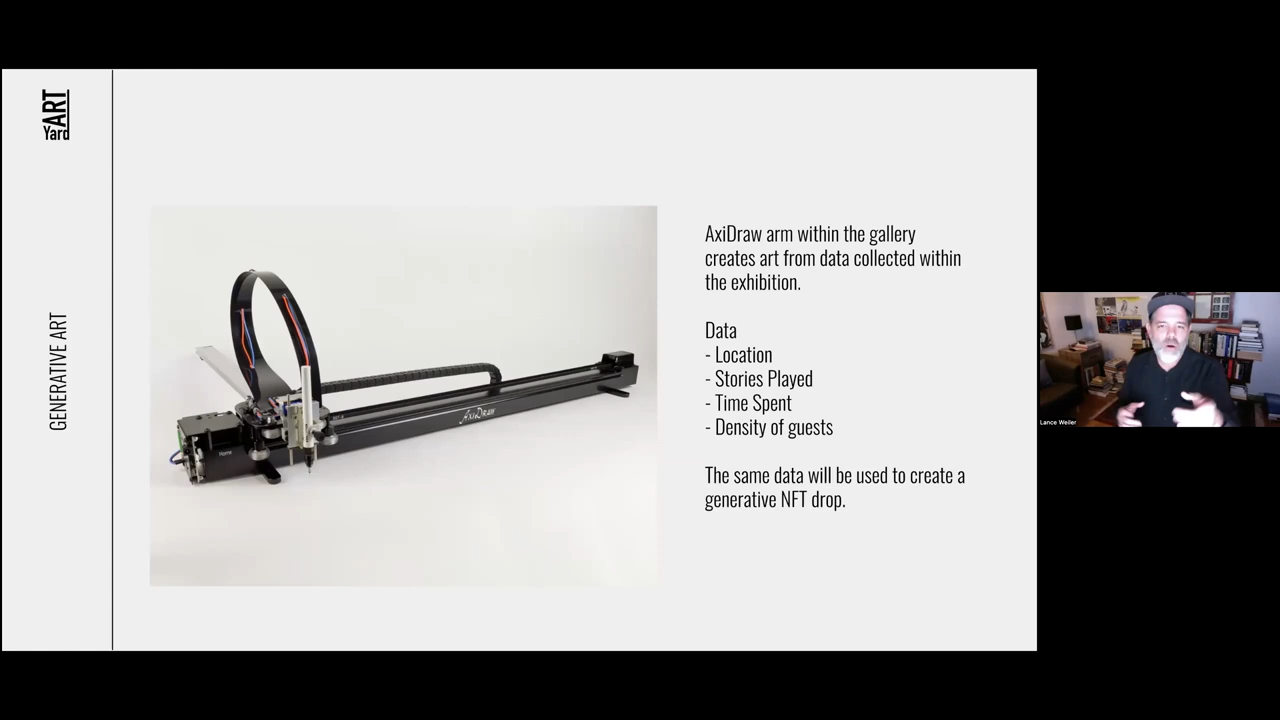 ART
Yard
GENERATIVE ART
AxiDraw
Home
AxiDraw arm within the gallery
creates art from data collected within
the exhibition.
Data
- Location
- Stories Played
- Time Spent
- Density of guests
The same data will be used to create a
generative NFT drop.
Lance Weiler